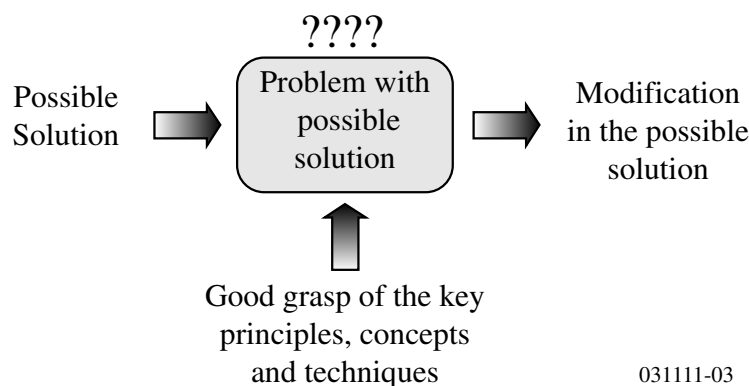 ????
Possible
Solution
Problem with
possible
solution
Modification
in the possible
solution
Good grasp of the key
principles, concepts
and techniques
031111-03